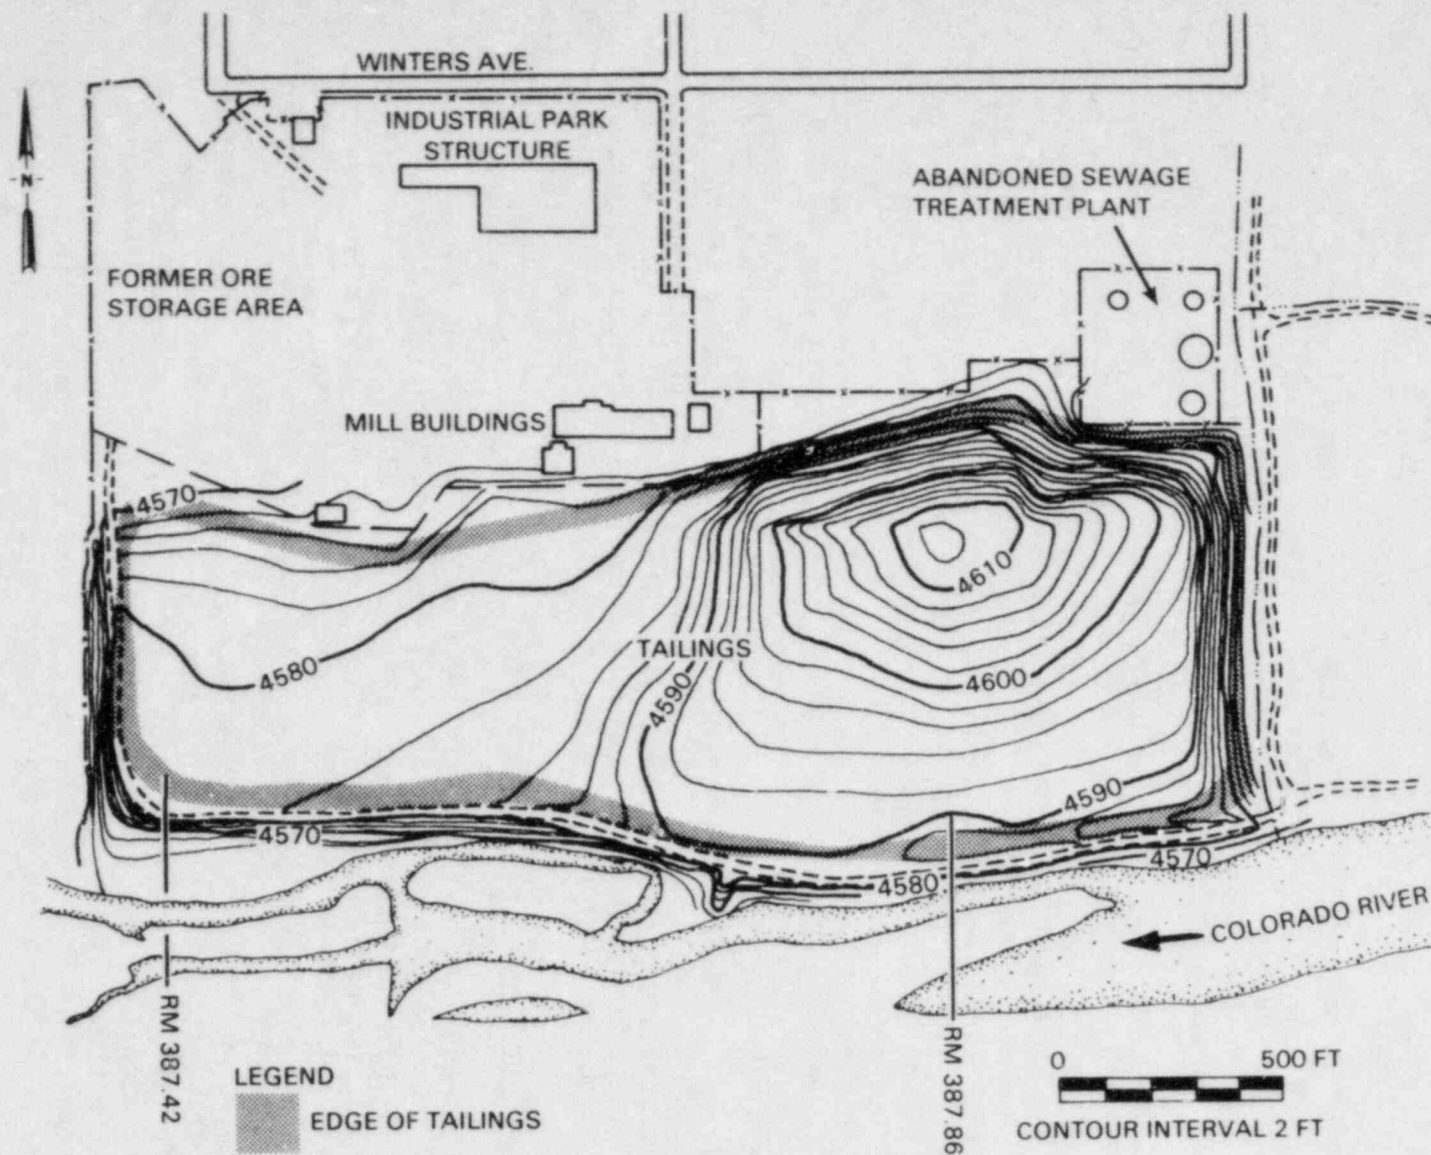 WINTERS AVE.
INDUSTRIAL PARK
STRUCTURE
N
ABANDONED SEWAGE
TREATMENT PLANT
FORMER ORE
STORAGE AREA
MILL BUILDINGS
4570
4610
TAILINGS
4580
4600
4590
4590
4570
4570
4580
COLORADO RIVER
RM 387.42
RM 387.86
LEGEND
EDGE OF TAILINGS
0 500 FT
CONTOUR INTERVAL 2 FT